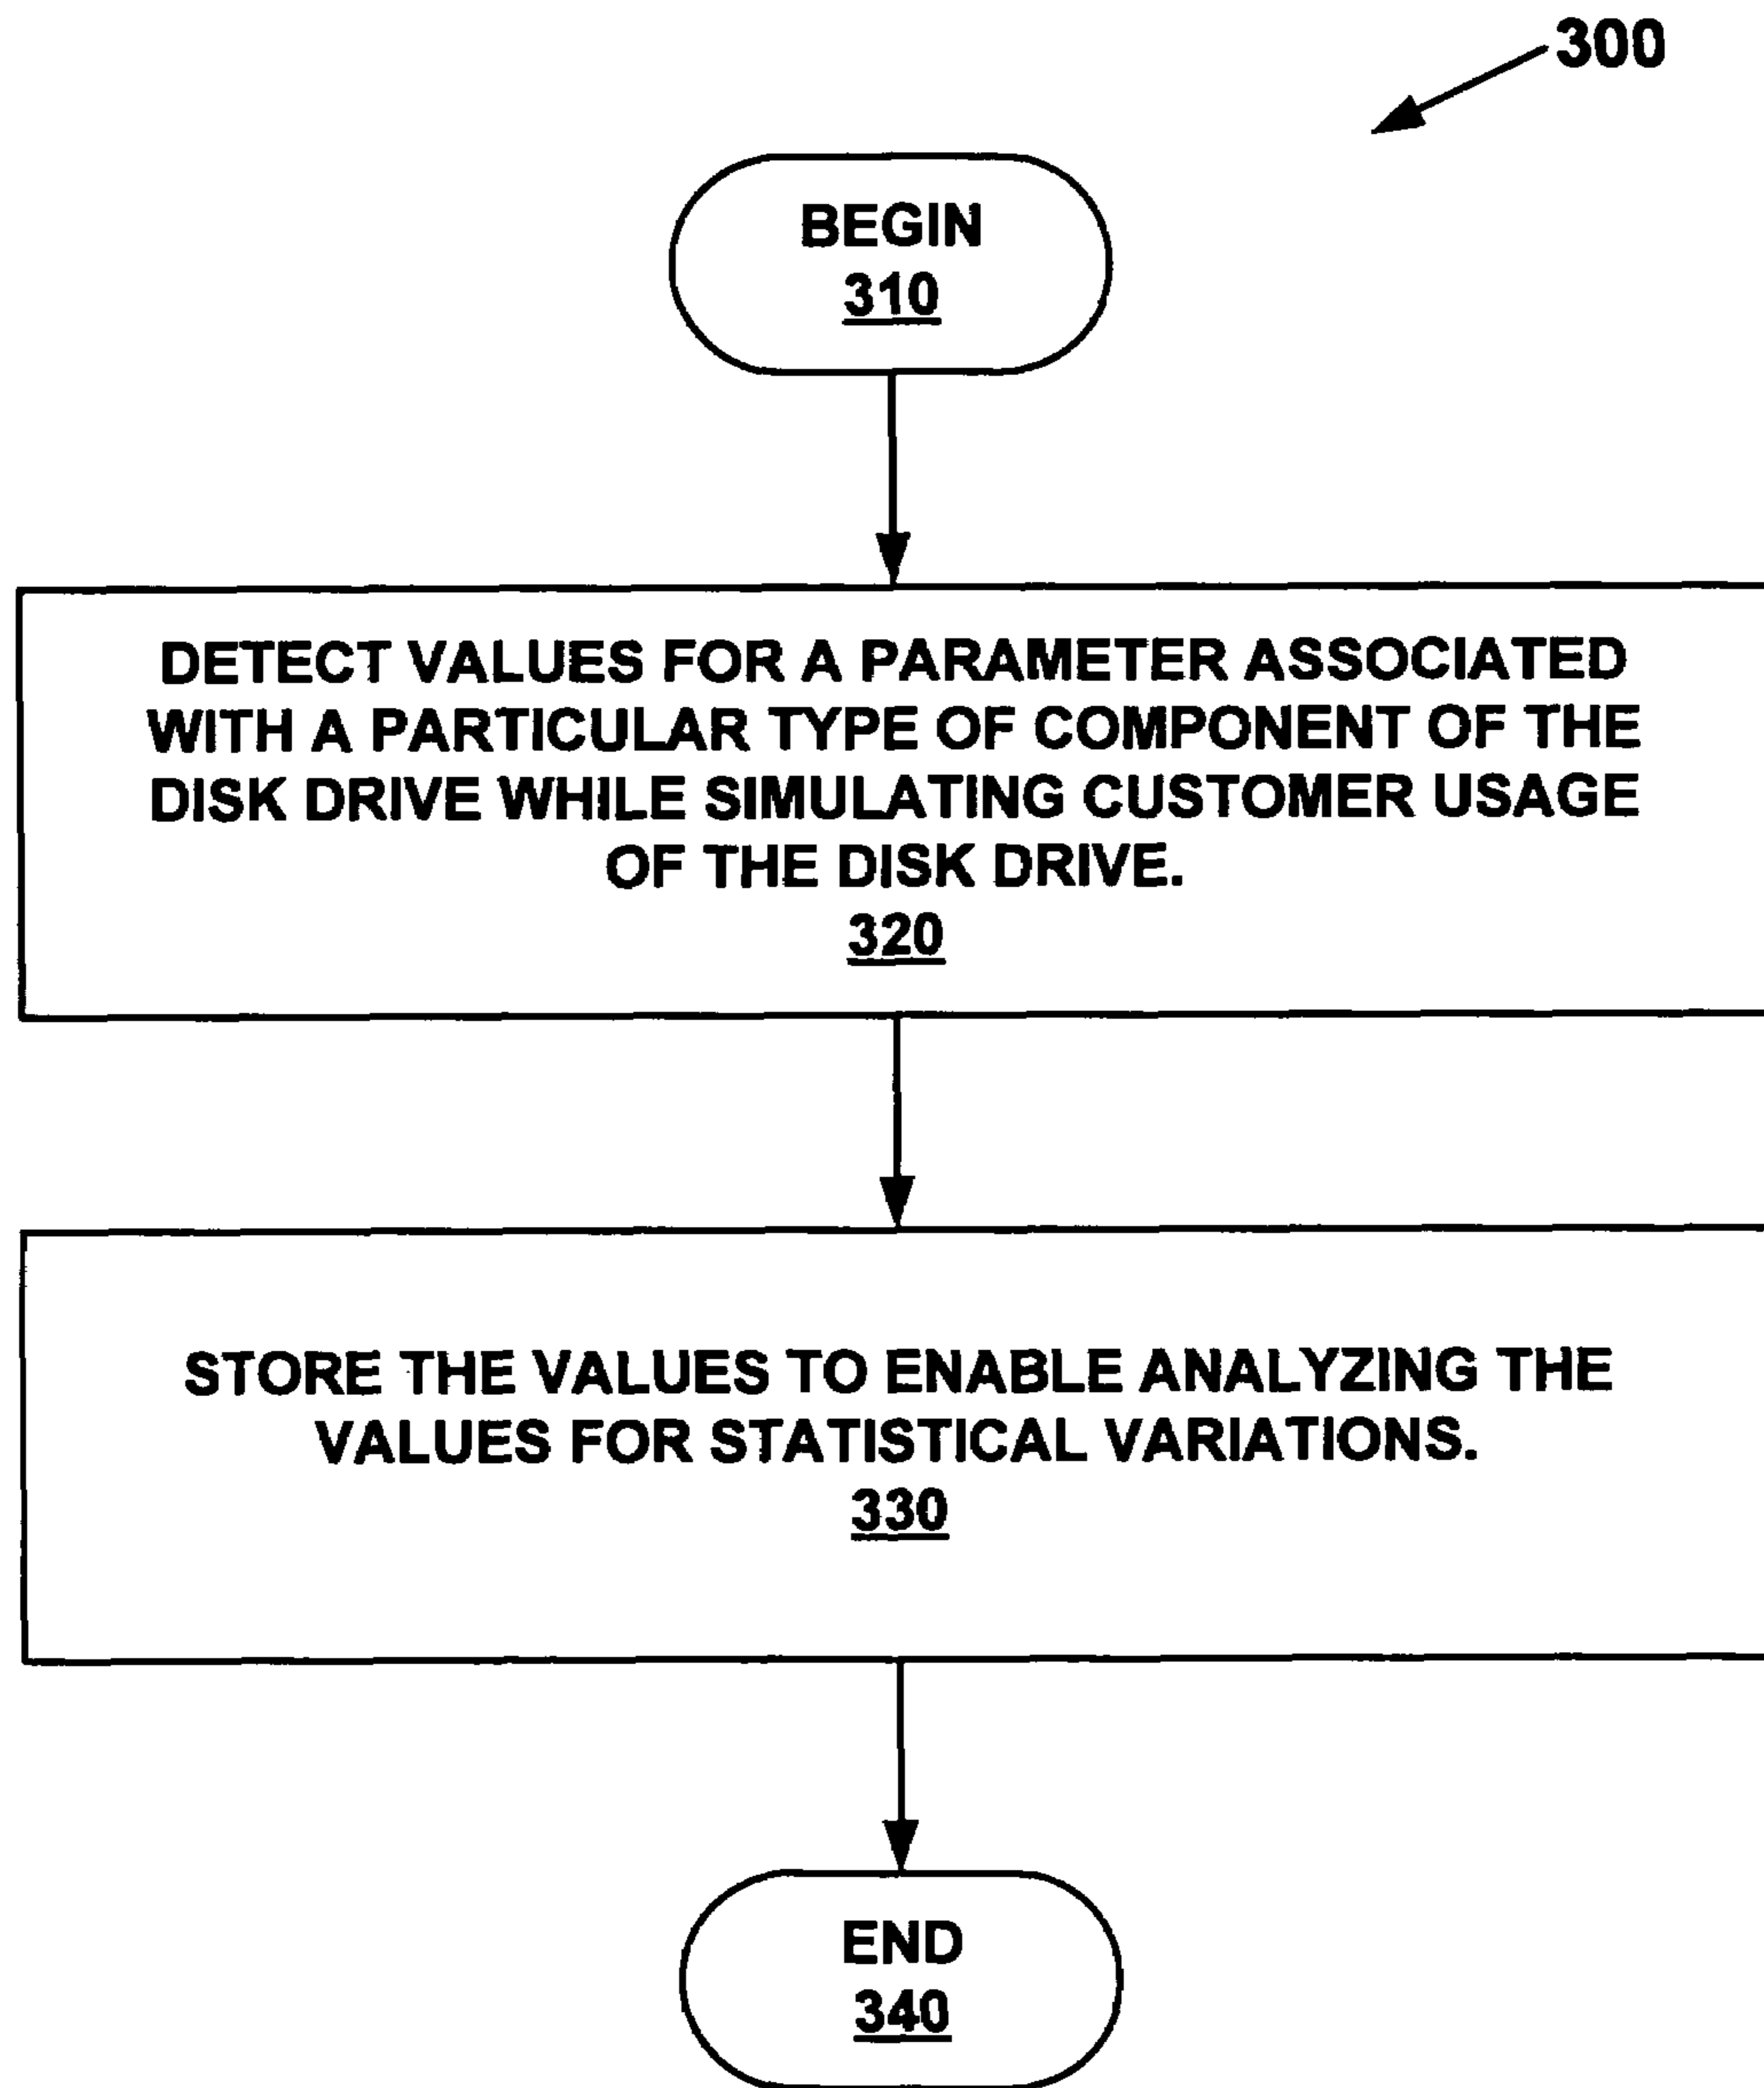 300
BEGIN
310
DETECT VALUES FOR A PARAMETER ASSOCIATED
WITH A PARTICULAR TYPE OF COMPONENT OF THE
DISK DRIVE WHILE SIMULATING CUSTOMER USAGE
OF THE DISK DRIVE.
320
STORE THE VALUES TO ENABLE ANALYZING THE
VALUES FOR STATISTICAL VARIATIONS.
330
END
340